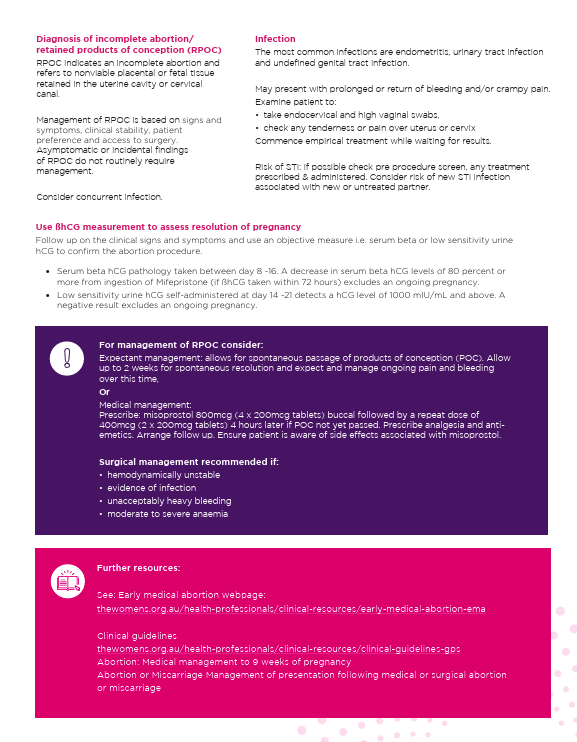 Diagnosis of incomplete abortion/
retained products of conception (RPOC)
RPOC indicates an incomplete abortion and
refers to nonviable placental or fetal tissue
retained in the uterine cavity or cervical
canal.
Management of RPOC is based on signs and
symptoms, clinical stability, patient
preference and access to surgery.
Asymptomatic or incidental findings
of RPOC do not routinely require
management.
Consider concurrent infection.
Infection
The most common infections are endometritis, urinary tract infection
and undefined genital tract infection.
May present with prolonged or return of bleeding and/or crampy pain.
Examine patient to:
• take endocervical and high vaginal swabs,
• check any tenderness or pain over uterus or cervix
Commence empirical treatment while waiting for results.
Risk of STI: if possible check pre procedure screen, any treatment
prescribed & administered. Consider risk of new STI infection
associated with new or untreated partner.
Use ßhCG measurement to assess resolution of pregnancy
Follow up on the clinical signs and symptoms and use an objective measure i.e. serum beta or low sensitivity urine
hCG to confirm the abortion procedure.
• Serum beta hCG pathology taken between day 8 -16. A decrease in serum beta hCG levels of 80 percent or
more from ingestion of Mifepristone (if ßhCG taken within 72 hours) excludes an ongoing pregnancy.
• Low sensitivity urine hCG self-administered at day 14 -21 detects a hCG level of 1000 mIU/mL and above. A
negative result excludes an ongoing pregnancy.
For management of RPOC consider:
Expectant management: allows for spontaneous passage of products of conception (POC). Allow
up to 2 weeks for spontaneous resolution and expect and manage ongoing pain and bleeding
over this time,
Or
Medical management:
Prescribe: misoprostol 800mcg (4 x 200mcg tablets) buccal followed by a repeat dose of
400mcg (2 x 200mcg tablets) 4 hours later if POC not yet passed. Prescribe analgesia and anti-
emetics. Arrange follow up. Ensure patient is aware of side effects associated with misoprostol.
Surgical management recommended if:
• hemodynamically unstable
• evidence of infection
• unacceptably heavy bleeding
• moderate to severe anaemia
Further resources:
See: Early medical abortion webpage:
thewomens.org.au/health-professionals/clinical-resources/early-medical-abortion-ema
Clinical guidelines
thewomens.org.au/health-professionals/clinical-resources/clinical-guidelines-gps
Abortion: Medical management to 9 weeks of pregnancy
Abortion or Miscarriage Management of presentation following medical or surgical abortion
or miscarriage